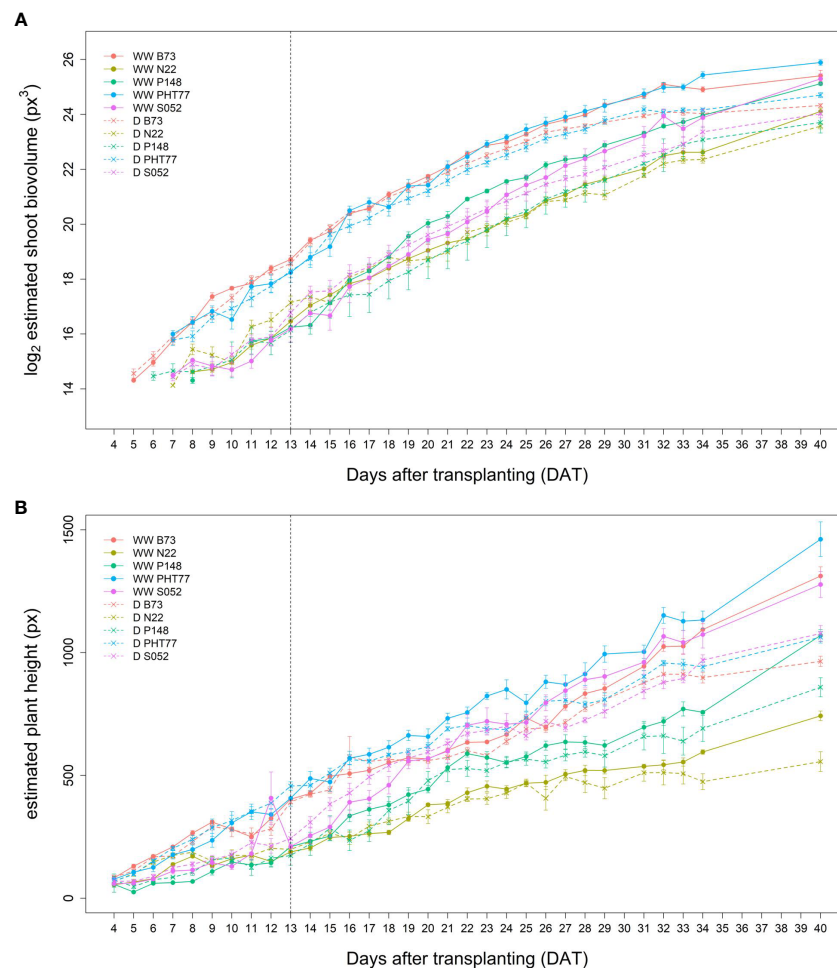 A
WW B73
WW N22
WW P148
WW PHT77
WW S052
D B73
D N22
D P148
D PHT77
D S052
log₂ estimated shoot biovolume (px³)
26
24
22
20
18
16
14
4 5 6 7 8 9 10 11 12 13 14 15 16 17 18 19 20 21 22 23 24 25 26 27 28 29 30 31 32 33 34 35 36 37 38 39 40
Days after transplanting (DAT)
B
WW B73
WW N22
WW P148
WW PHT77
WW S052
D B73
D N22
D P148
D PHT77
D S052
estimated plant height (px)
1500
1000
500
0
4 5 6 7 8 9 10 11 12 13 14 15 16 17 18 19 20 21 22 23 24 25 26 27 28 29 30 31 32 33 34 35 36 37 38 39 40
Days after transplanting (DAT)